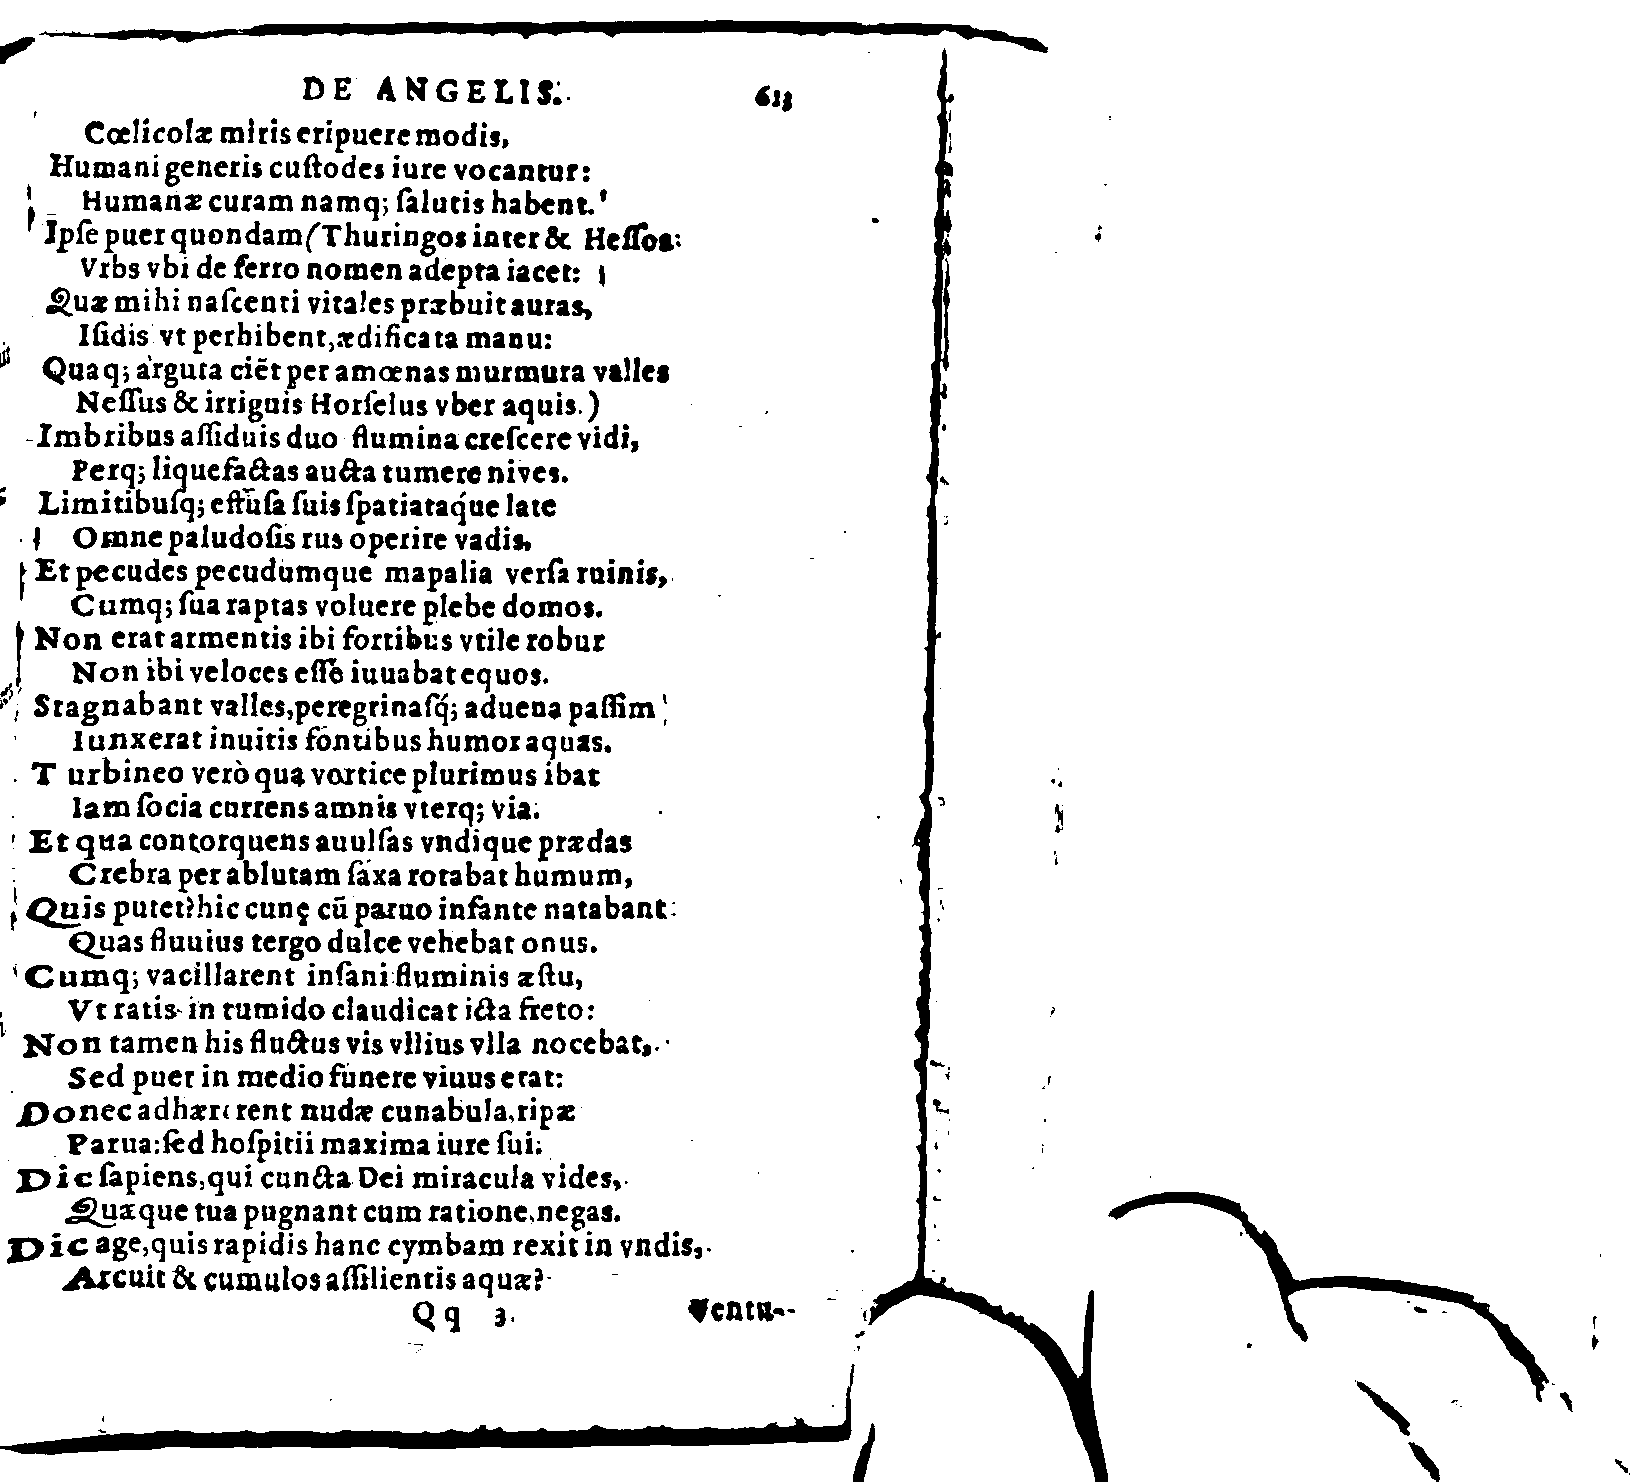 DE ANGELIS. 613
Cœlicolæ miris eripuere modis,
Humani generis cuſtodes iure vocantur:
Humanæ curam namq; ſalutis habent.
Ipſe puer quondam (Thuringos inter & Heſſos:
Vrbs vbi de ferro nomen adepta iacet:
Quæ mihi naſcenti vitales præbuit auras,
Iſidis vt perhibent, ædificata manu:
Quaq; arguta ciēt per amœnas murmura valles
Neſſus & irriguis Horſelus vber aquis.)
Imbribus aſſiduis duo flumina creſcere vidi,
Perq; liquefactas aucta tumere nives.
Limitibuſq; effuſa ſuis ſpatiataq́ue late
Omne paludoſis rus operire vadis,
Et pecudes pecudumque mapalia verſa ruinis,
Cumq; ſua raptas voluere plebe domos.
Non erat armentis ibi fortibus vtile robur
Non ibi veloces eſſe iuuabat equos.
Stagnabant valles, peregrinaſq́; aduena paſſim
Iunxerat inuitis fontibus humor aquas.
Turbineo verò qua vortice plurimus ibat
Iam ſocia currens amnis vterq; via.
Et qua contorquens auulſas vndique prædas
Crebra per ablutam ſaxa rotabat humum,
Quis putet? hic cunę cū paruo infante natabant:
Quas fluuius tergo dulce vehebat onus.
Cumq; vacillarent inſani fluminis æſtu,
Vt ratis in tumido claudicat icta freto:
Non tamen his fluctus vis vllius vlla nocebat,
Sed puer in medio funere viuus erat:
Donec adhærerent nudæ cunabula, ripæ
Parua: ſed hoſpitii maxima iure ſui:
Dic ſapiens, qui cuncta Dei miracula vides,
Quæque tua pugnant cum ratione, negas.
Dic age, quis rapidis hanc cymbam rexit in vndis,
Arcuit & cumulos aſſilientis aquæ?
Qq 3. Ventu-